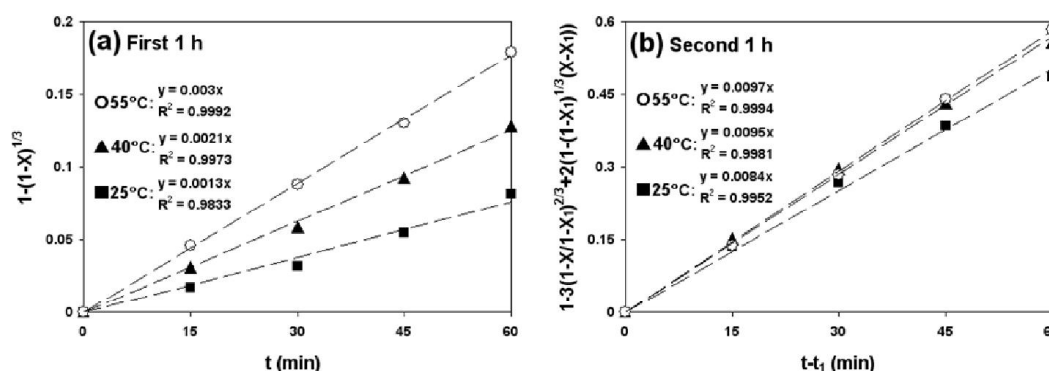 (a) First 1 h
0.2
0.15
0.1
0.05
0
1-(1-X)^1/3
○55°C: y = 0.003x
R² = 0.9992
▲40°C: y = 0.0021x
R² = 0.9973
■25°C: y = 0.0013x
R² = 0.9833
0 15 30 45 60
t (min)
(b) Second 1 h
0.6
0.45
0.3
0.15
0
1-3(1-X/1-X₁)^2/3+2(1-(1-X₁)^1/3(X-X₁))
○55°C: y = 0.0097x
R² = 0.9994
▲40°C: y = 0.0095x
R² = 0.9981
■25°C: y = 0.0084x
R² = 0.9952
0 15 30 45
t-t₁ (min)